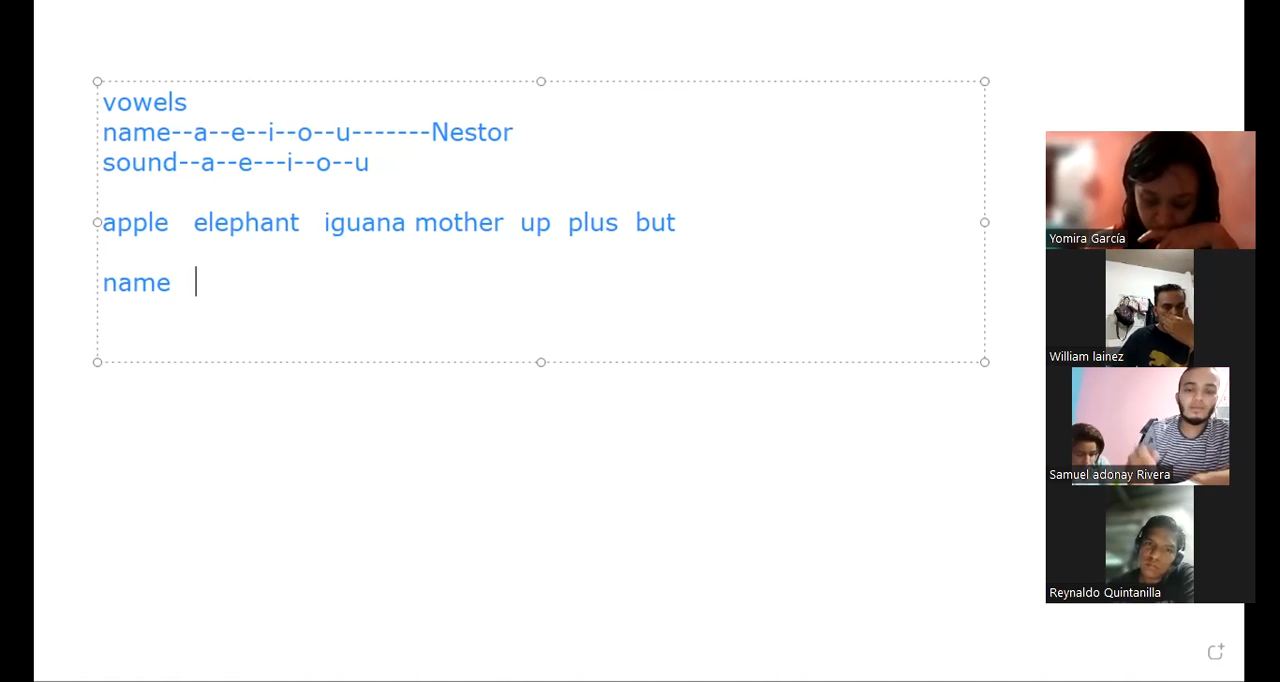 vowels
name--a--e--i--o--u-------Nestor
sound--a--e---i--o--u
apple elephant iguana mother up plus but
name
Yomira García
William lainez
Samuel adonay Rivera
Reynaldo Quintanilla